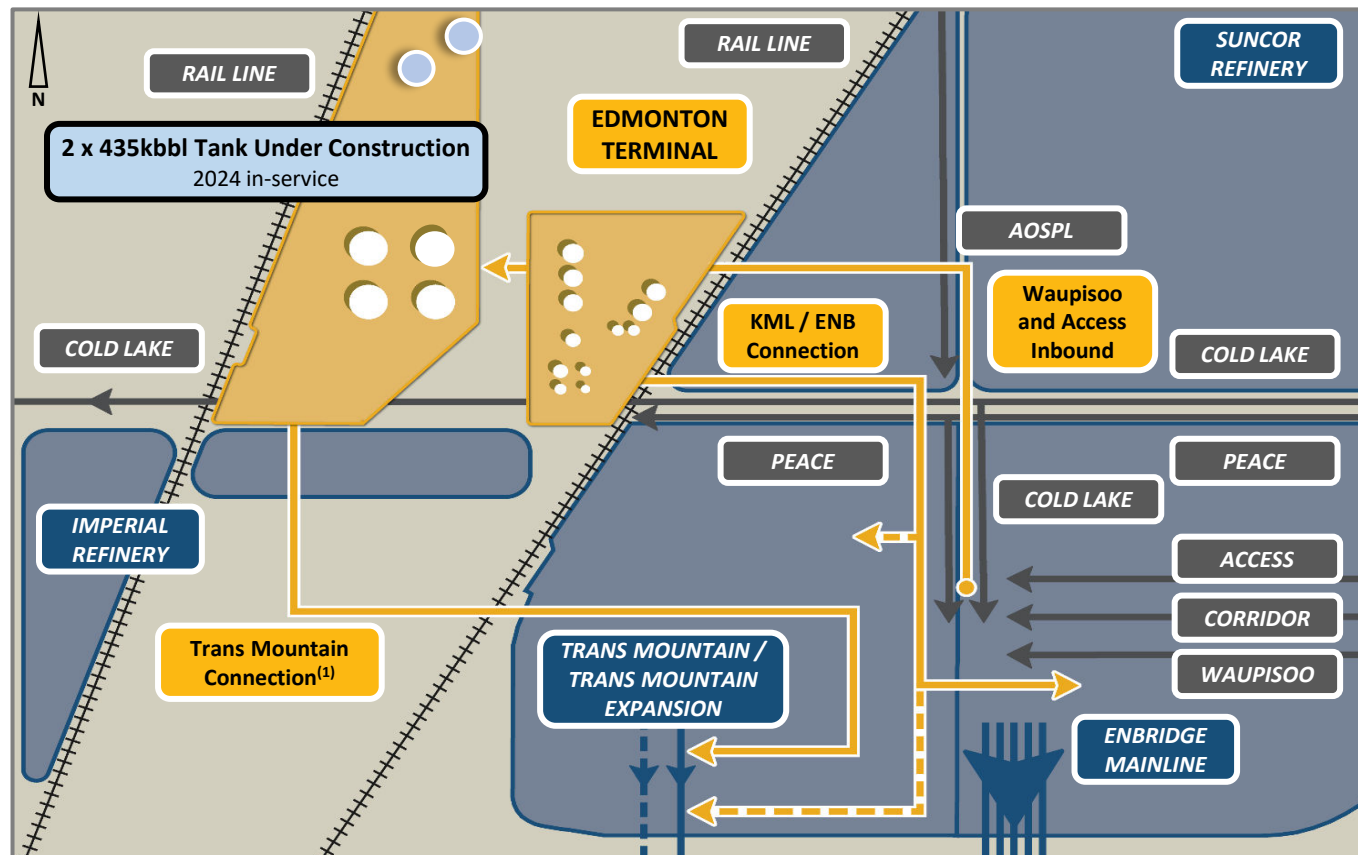 RAIL LINE
RAIL LINE
SUNCOR
REFINERY
N
2 x 435kbbl Tank Under Construction
2024 in-service
EDMONTON
TERMINAL
AOSPL
Waupisoo
and Access
Inbound
KML / ENB
Connection
COLD LAKE
COLD LAKE
PEACE
PEACE
COLD LAKE
IMPERIAL
REFINERY
ACCESS
CORRIDOR
WAUPISOO
Trans Mountain
Connection(1)
TRANS MOUNTAIN /
TRANS MOUNTAIN
EXPANSION
ENBRIDGE
MAINLINE